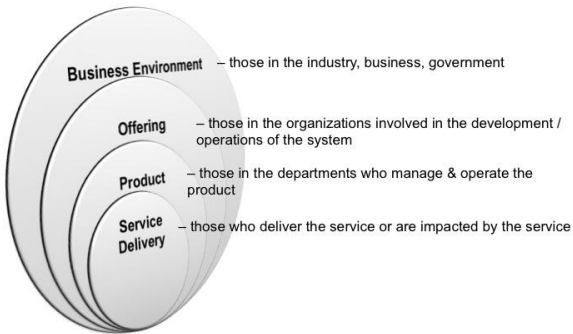 Business Environment – those in the industry, business, government
Offering – those in the organizations involved in the development /
operations of the system
Product – those in the departments who manage & operate the
product
Service
Delivery – those who deliver the service or are impacted by the service